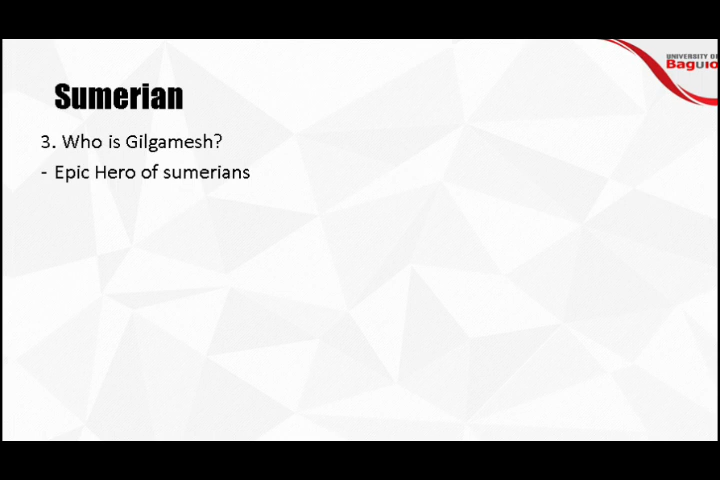 UNIVERSITY OF
Baguio
Sumerian
3. Who is Gilgamesh?
- Epic Hero of sumerians